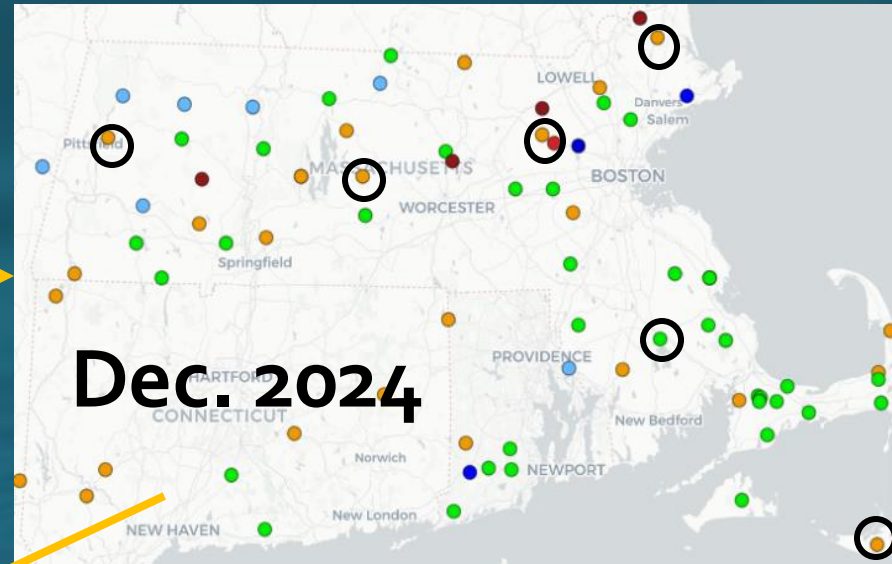 LOWELL
Danvers
Salem
Pittsfield
MASSACHUSETTS
BOSTON
WORCESTER
Springfield
Dec. 2024
PROVIDENCE
HARTFORD
CONNECTICUT
New Bedford
Norwich
NEWPORT
New London
NEW HAVEN